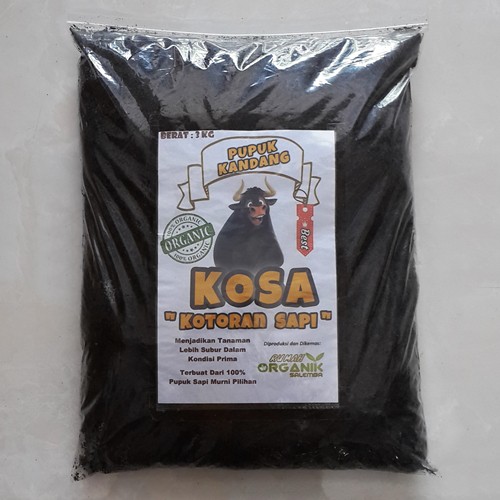 BERAT : 3 KG
PUPUK
KANDANG
100% ORGANIC
ORGANIC
100% ORGANIC
Best
KOSA
" KOTORAN SAPI "
Menjadikan Tanaman
Lebih Subur Dalam
Kondisi Prima
Terbuat Dari 100%
Pupuk Sapi Murni Pilihan
Diproduksi dan Dikemas:
RUMAH
ORGANIK
SALEMBA